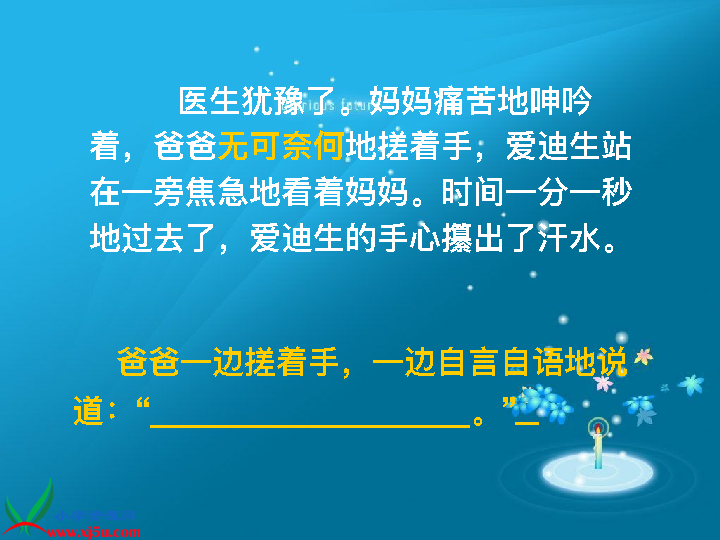 医生犹豫了。妈妈痛苦地呻吟
着，爸爸无可奈何地搓着手；爱迪生站
在一旁焦急地看着妈妈。时间一分一秒
地过去了，爱迪生的手心攥出了汗水。
爸爸一边搓着手，一边自言自语地说
道：“____________________。”__
www.xj5u.com